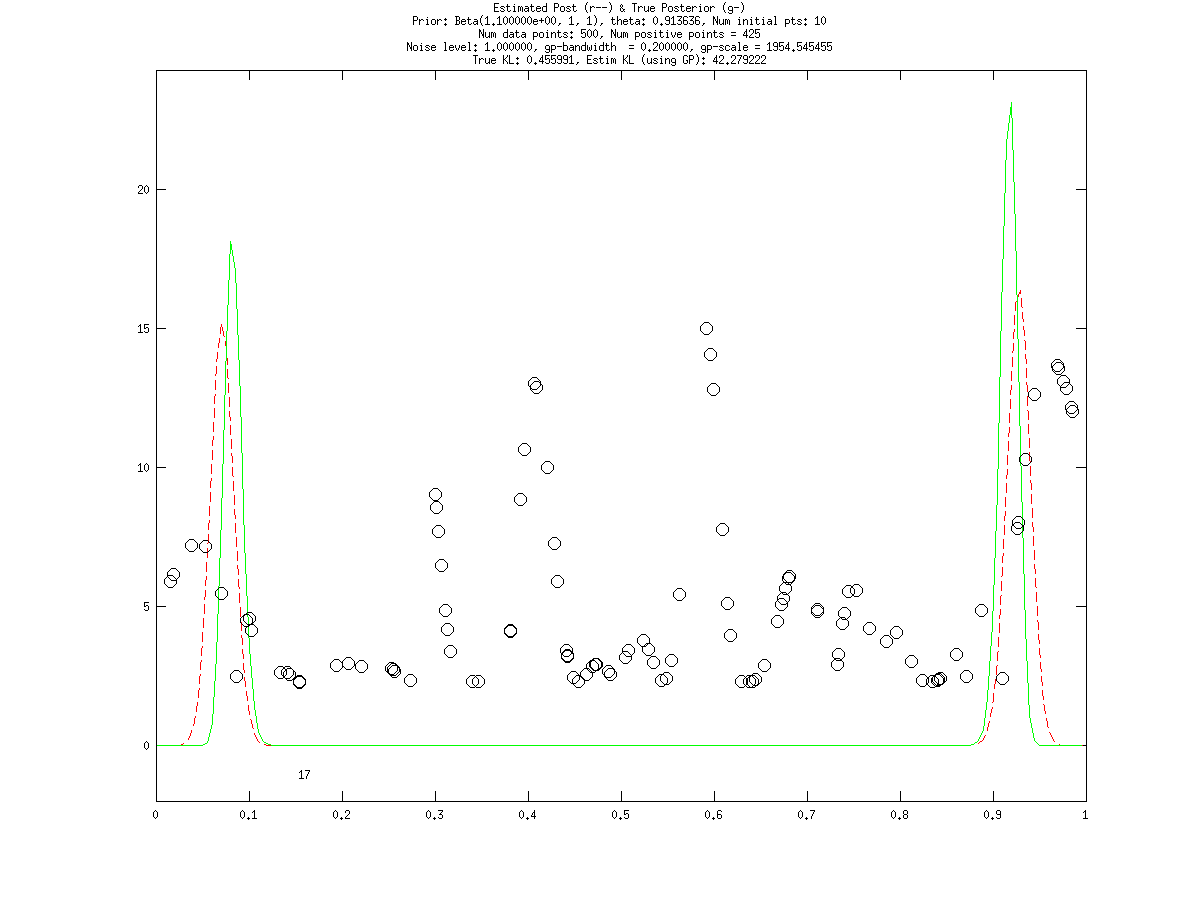 Estimated Post (r--) & True Posterior (g-)
Prior: Beta(1.100000e+00, 1, 1), theta: 0.913636, Num initial pts: 10
Num data points: 500, Num positive points = 425
Noise level: 1.000000, gp-bandwidth  = 0.200000, gp-scale = 1954.545455
True KL: 0.455991, Estim KL (using GP): 42.279222
20
15
10
5
0
17
0 0.1 0.2 0.3 0.4 0.5 0.6 0.7 0.8 0.9 1